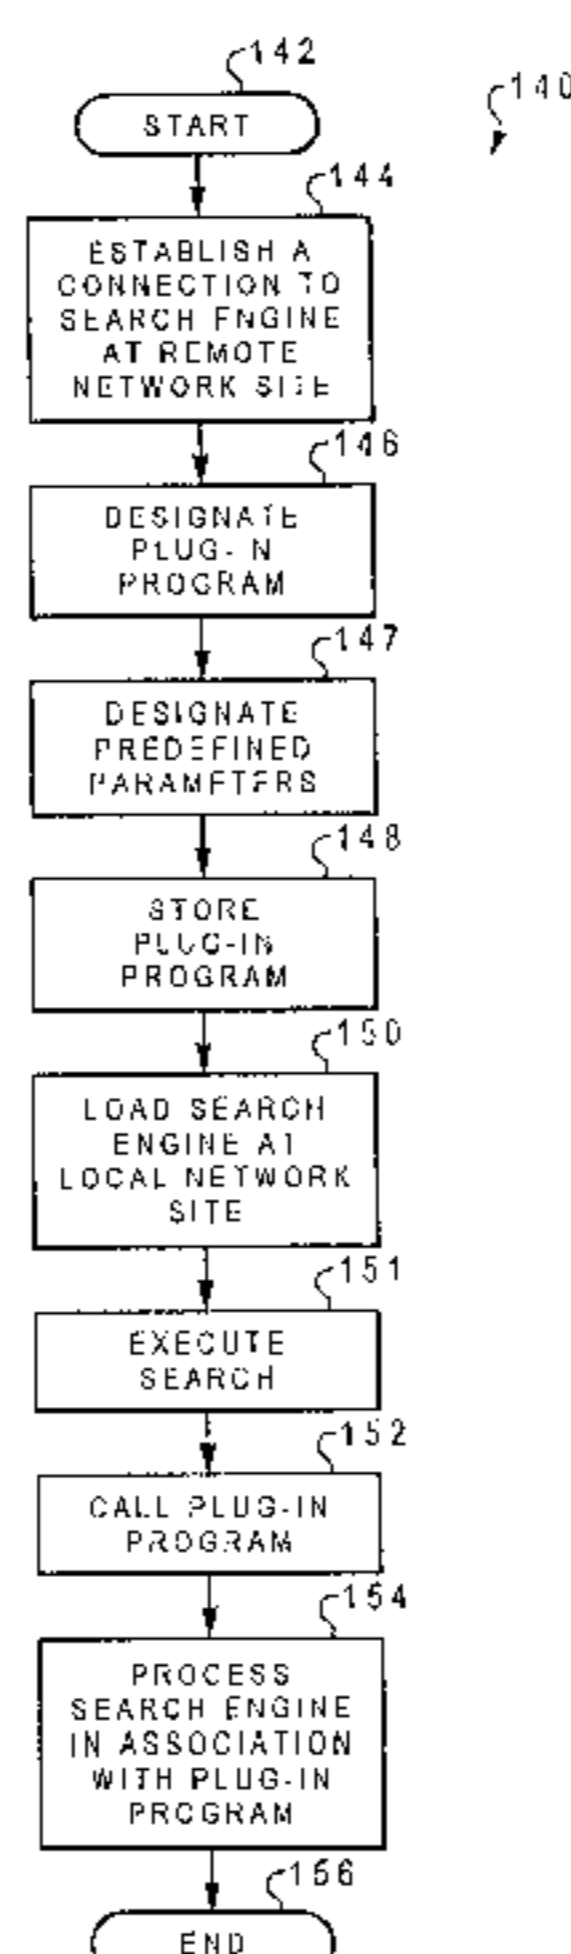 142
140
START
144
ESTABLISH A
CONNECTION TO
SEARCH ENGINE
AT REMOTE
NETWORK SITE
146
DESIGNATE
PLUG-IN
PROGRAM
147
DESIGNATE
PREDEFINED
PARAMETERS
148
STORE
PLUG-IN
PROGRAM
150
LOAD SEARCH
ENGINE AT
LOCAL NETWORK
SITE
151
EXECUTE
SEARCH
152
CALL PLUG-IN
PROGRAM
154
PROCESS
SEARCH ENGINE
IN ASSOCIATION
WITH PLUG-IN
PROGRAM
156
END